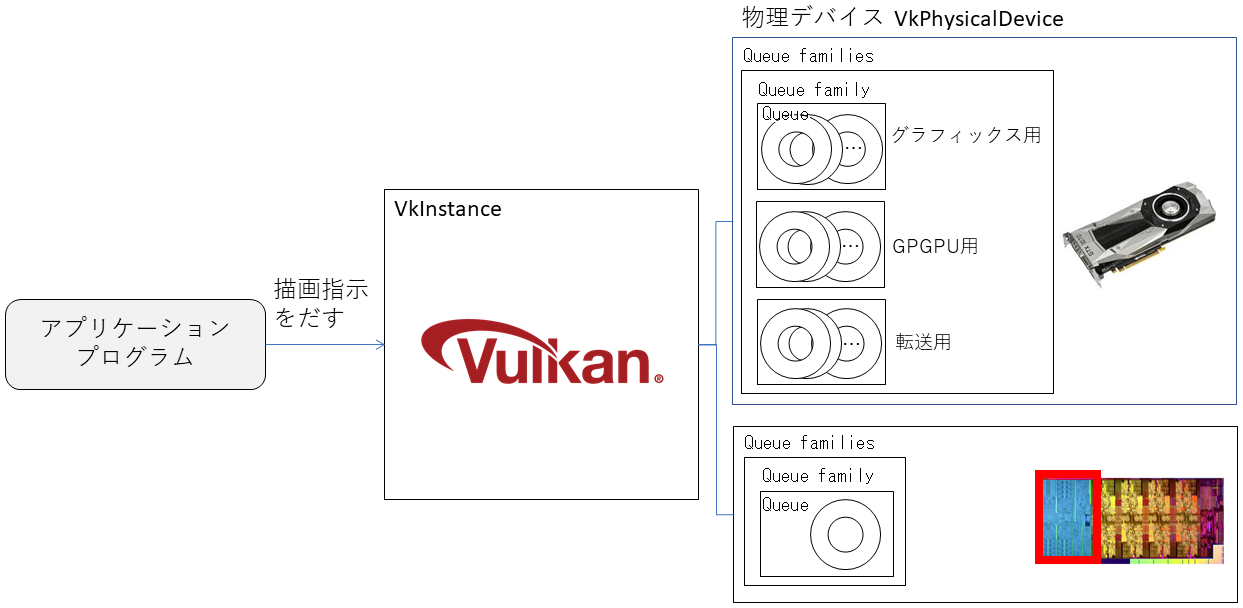 物理デバイス VkPhysicalDevice
Queue families
Queue family
Queue
グラフィックス用
…
GPGPU用
…
転送用
…
GTX 1070
VkInstance
Vulkan®
描画指示
をだす
アプリケーション
プログラム
Queue families
Queue family
Queue